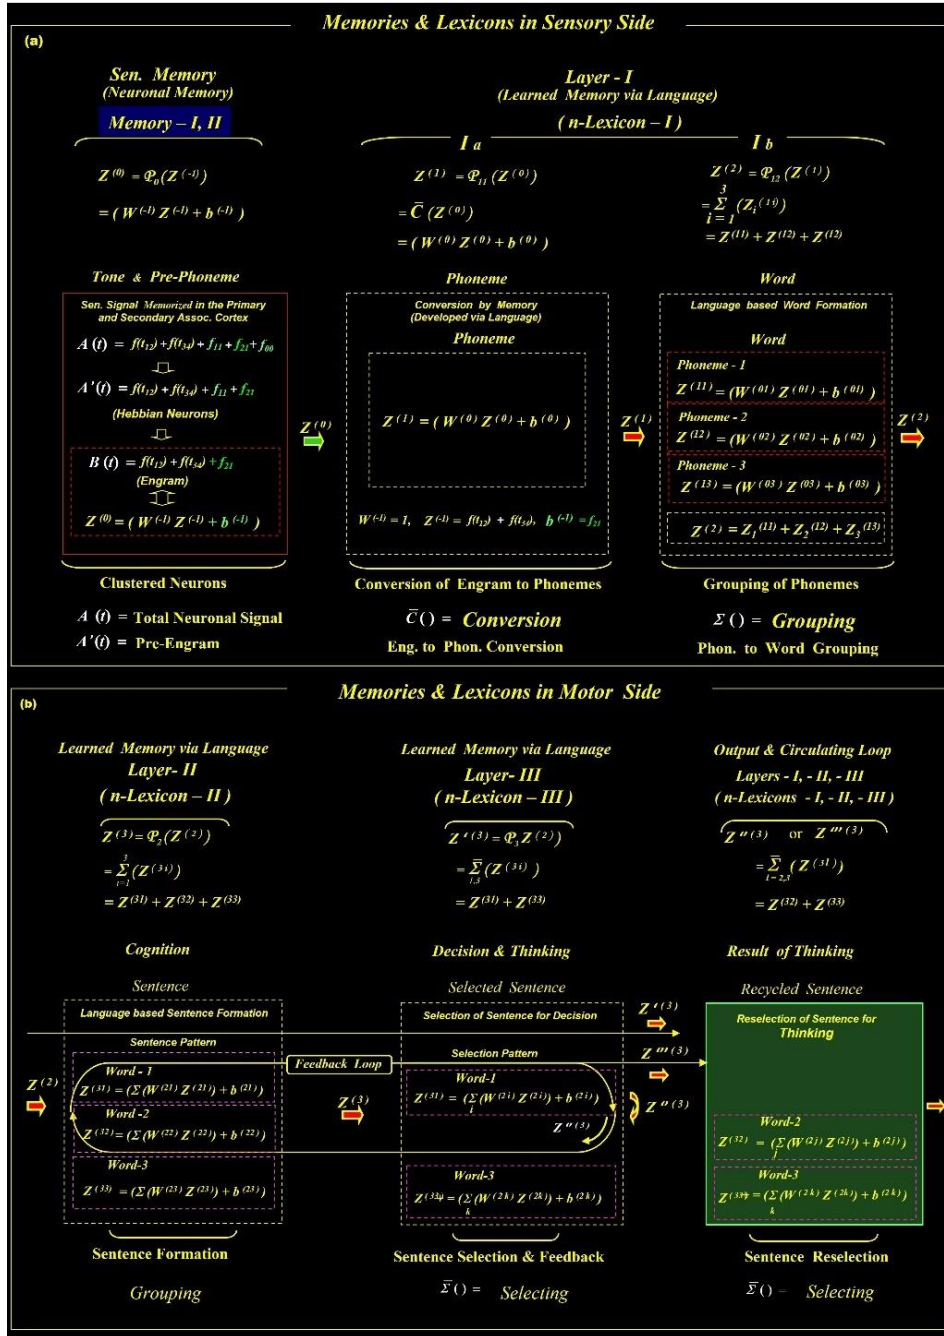 Memories & Lexicons in Sensory Side
(a)
Sen. Memory
(Neuronal Memory)
Memory – I, II
Z⁽⁰⁾ = P₀(Z⁽⁻¹⁾)
= ( W⁽⁻¹⁾ Z⁽⁻¹⁾ + b⁽⁻¹⁾ )
Layer - I
(Learned Memory via Language)
( n-Lexicon – I )
I a
Z⁽¹⁾ = P₁₁(Z⁽⁰⁾)
= C̅ (Z⁽⁰⁾)
= ( W⁽⁰⁾ Z⁽⁰⁾ + b⁽⁰⁾ )
I b
Z⁽²⁾ = P₁₂(Z⁽¹⁾)
3
= Σ (Z_i⁽¹ⁱ⁾)
i = 1
= Z⁽¹¹⁾ + Z⁽¹²⁾ + Z⁽¹²⁾
Tone & Pre-Phoneme
Sen. Signal Memorized in the Primary
and Secondary Assoc. Cortex
A (t) = f(t₁₂) + f(t₃₄) + f₁₁ + f₂₁ + f₀₀
A'(t) = f(t₁₂) + f(t₃₄) + f₁₁ + f₂₁
(Hebbian Neurons)
B (t) = f(t₁₂) + f(t₃₄) + f₂₁
(Engram)
Z⁽⁰⁾ = ( W⁽⁻¹⁾ Z⁽⁻¹⁾ + b⁽⁻¹⁾ )
Clustered Neurons
A (t) = Total Neuronal Signal
A'(t) = Pre-Engram
Z⁽⁰⁾
Phoneme
Conversion by Memory
(Developed via Language)
Phoneme
Z⁽¹⁾ = ( W⁽⁰⁾ Z⁽⁰⁾ + b⁽⁰⁾ )
W⁽⁻¹⁾ = 1, Z⁽⁻¹⁾ = f(t₁₂) + f(t₃₄), b⁽⁻¹⁾ = f₂₁
Conversion of Engram to Phonemes
C̅ ( ) = Conversion
Eng. to Phon. Conversion
Z⁽¹⁾
Word
Language based Word Formation
Word
Phoneme - 1
Z⁽¹¹⁾ = (W⁽⁰¹⁾ Z⁽⁰¹⁾ + b⁽⁰¹⁾ )
Phoneme - 2
Z⁽¹²⁾ = (W⁽⁰²⁾ Z⁽⁰²⁾ + b⁽⁰²⁾ )
Phoneme - 3
Z⁽¹³⁾ = (W⁽⁰³⁾ Z⁽⁰³⁾ + b⁽⁰³⁾ )
Z⁽²⁾ = Z₁⁽¹¹⁾ + Z₂⁽¹²⁾ + Z₃⁽¹³⁾
Grouping of Phonemes
Σ ( ) = Grouping
Phon. to Word Grouping
Z⁽²⁾
Memories & Lexicons in Motor Side
(b)
Learned Memory via Language
Layer- II
( n-Lexicon – II )
Z⁽³⁾ = P₂(Z⁽²⁾)
3
= Σ (Z⁽³ⁱ⁾)
i=1
= Z⁽³¹⁾ + Z⁽³²⁾ + Z⁽³³⁾
Learned Memory via Language
Layer-III
( n-Lexicon – III )
Z '⁽³⁾ = P₃ Z⁽²⁾)
= Σ̅ (Z⁽³ⁱ⁾)
= Z⁽³¹⁾ + Z⁽³³⁾
Output & Circulating Loop
Layers - I, - II, - III
( n-Lexicons - I, - II, - III )
Z ''⁽³⁾ or Z '''⁽³⁾
= Σ̅ ( Z⁽³ⁱ⁾ )
i = 2,3
= Z⁽³²⁾ + Z⁽³³⁾
Cognition
Sentence
Language based Sentence Formation
Sentence Pattern
Word - 1
Z⁽³¹⁾ = (Σ (W⁽²¹⁾ Z⁽²¹⁾) + b⁽²¹⁾)
Word -2
Z⁽³²⁾ = (Σ (W⁽²²⁾ Z⁽²²⁾) + b⁽²²⁾)
Word-3
Z⁽³³⁾ = (Σ (W⁽²³⁾ Z⁽²³⁾) + b⁽²³⁾)
Sentence Formation
Grouping
Z⁽²⁾
Feedback Loop
Z⁽³⁾
Decision & Thinking
Selected Sentence
Selection of Sentence for Decision
Selection Pattern
Word-1
Z⁽³¹⁾ = (Σ (W⁽²ⁱ⁾ Z⁽²ⁱ⁾) + b⁽²ⁱ⁾)
i
Z''⁽³⁾
Word-3
= (Σ (W⁽²ᵏ⁾ Z⁽²ᵏ⁾) + b⁽²ᵏ⁾)
k
Sentence Selection & Feedback
Σ̅ ( ) = Selecting
Z '⁽³⁾
Z '''⁽³⁾
Z ''⁽³⁾
Result of Thinking
Recycled Sentence
Reselection of Sentence for
Thinking
Word-2
Z⁽³²⁾ = (Σ (W⁽²ʲ⁾ Z⁽²ʲ⁾) + b⁽²ʲ⁾)
j
Word-3
= (Σ (W⁽²ᵏ⁾ Z⁽²ᵏ⁾) + b⁽²ᵏ⁾)
k
Sentence Reselection
Σ̅ ( ) = Selecting